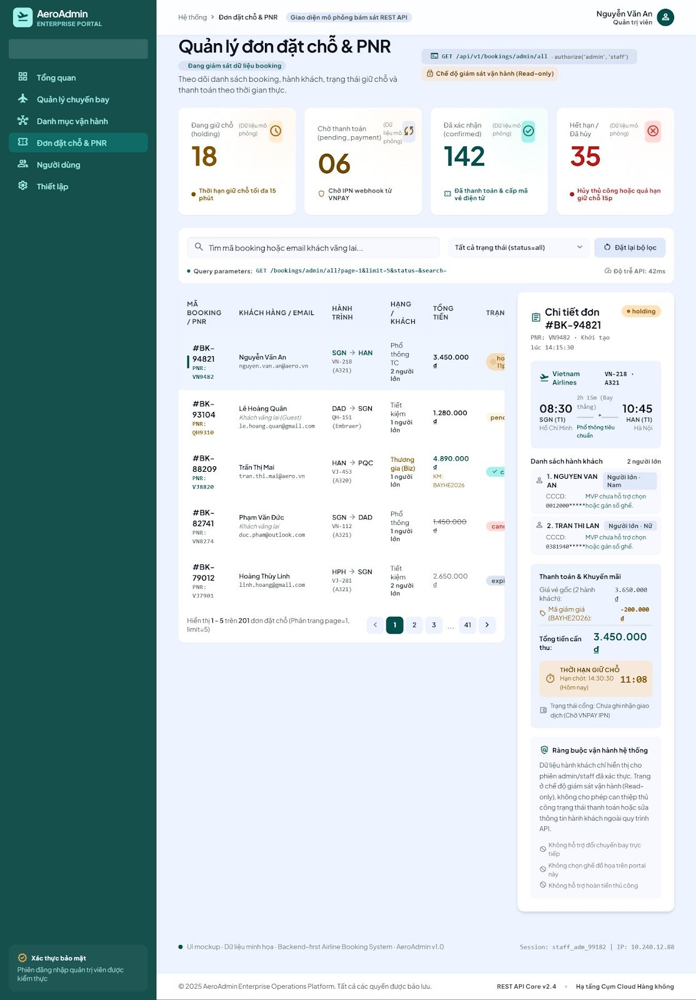 AeroAdmin
ENTERPRISE PORTAL
Tổng quan
Quản lý chuyến bay
Danh mục vận hành
Đơn đặt chỗ & PNR
Người dùng
Thiết lập
Xác thực bảo mật
Phiên đăng nhập quản trị viên được
kiểm thực
Hệ thống › Đơn đặt chỗ & PNR
Giao diện mô phỏng bám sát REST API
Nguyễn Văn An
Quản trị viên
Quản lý đơn đặt chỗ & PNR
Đang giám sát dữ liệu booking
Theo dõi danh sách booking, hành khách, trạng thái giữ chỗ và
thanh toán theo thời gian thực.
GET /api/v1/bookings/admin/all · authorize('admin', 'staff')
Chế độ giám sát vận hành (Read-only)
Đang giữ chỗ
(holding)
(Dữ liệu mô
phỏng)
18
Thời hạn giữ chỗ tối đa 15
phút
Chờ thanh toán
(pending_payment)
(Dữ
liệu mô
phỏng)
06
Chờ IPN webhook từ
VNPAY
Đã xác nhận
(confirmed)
(Dữ liệu mô
phỏng)
142
Đã thanh toán & cấp mã
vé điện tử
Hết hạn /
Đã hủy
(Dữ liệu mô
phỏng)
35
Hủy thủ công hoặc quá hạn
giữ chỗ 15p
Tìm mã booking hoặc email khách vãng lai...
Tất cả trạng thái (status=all)
Đặt lại bộ lọc
Query parameters: GET /bookings/admin/all?page=1&limit=5&status=&search=
Độ trễ API: 42ms
MÃ
BOOKING
/ PNR
KHÁCH HÀNG / EMAIL
HÀNH
TRÌNH
HẠNG
/
KHÁCH
TỔNG
TIỀN
TRẠN
#BK-
94821
PNR:
VN9482
Nguyễn Văn An
nguyen.van.an@aero.vn
SGN → HAN
VN-218
(A321)
Phổ
thông
TC
2 người
lớn
3.450.000
₫
ho
11p
#BK-
93104
PNR:
QH9310
Lê Hoàng Quân
Khách vãng lai (Guest)
le.hoang.quan@gmail.com
DAD → SGN
QH-151
(Embraer)
Tiết
kiệm
1 người
lớn
1.280.000
₫
pend
#BK-
88209
PNR:
VJ8820
Trần Thị Mai
tran.thi.mai@aero.vn
HAN → PQC
VJ-453
(A320)
Thương
gia (Biz)
1 người
lớn
4.890.000
₫
KM:
BAYHE2026
c
#BK-
82741
PNR:
VN8274
Phạm Văn Đức
Khách vãng lai
duc.pham@outlook.com
SGN → DAD
VN-112
(A321)
Phổ
thông
1 người
lớn
1.450.000
₫
canc
#BK-
79012
PNR:
VJ7901
Hoàng Thùy Linh
linh.hoang@gmail.com
HPH → SGN
VJ-281
(A321)
Tiết
kiệm
2 người
lớn
2.650.000
₫
expi
Hiển thị 1 - 5 trên 201 đơn đặt chỗ (Phân trang page=1,
limit=5)
‹ 1 2 3 ... 41 ›
Chi tiết đơn
#BK-94821
holding
PNR: VN9482 · Khởi tạo
lúc 14:15:30
Vietnam
Airlines
VN-218 ·
A321
08:30
SGN (T1)
Hồ Chí Minh
2h 15m (Bay
thẳng)
Phổ thông tiêu
chuẩn
10:45
HAN (T1)
Hà Nội
Danh sách hành khách
2 người lớn
1. NGUYEN VAN
AN
Người lớn ·
Nam
CCCD:
0012000*****
MVP chưa hỗ trợ chọn
hoặc gán số ghế.
2. TRAN THI LAN
Người lớn · Nữ
CCCD:
0381940*****
MVP chưa hỗ trợ chọn
hoặc gán số ghế.
Thanh toán & Khuyến mãi
Giá vé gốc (2 hành
khách):
3.650.000
₫
Mã giảm giá
(BAYHE2026):
-200.000
₫
Tổng tiền cần
thu:
3.450.000
₫
THỜI HẠN GIỮ CHỖ
Hạn chót: 14:30:30
(Hôm nay)
11:08
Trạng thái cổng: Chưa ghi nhận giao
dịch (Chờ VNPAY IPN)
Ràng buộc vận hành hệ thống
Dữ liệu hành khách chỉ hiển thị cho
phiên admin/staff đã xác thực. Trang
ở chế độ giám sát vận hành (Read-
only), không cho phép can thiệp thủ
công trạng thái thanh toán hoặc sửa
thông tin hành khách ngoài quy trình
API.
Không hỗ trợ đổi chuyến bay trực
tiếp
Không chọn ghế đồ họa trên portal
này
Không hỗ trợ hoàn tiền thủ công
UI mockup · Dữ liệu minh họa · Backend-first Airline Booking System · AeroAdmin v1.0
Session: staff_adm_99182 | IP: 10.240.12.88
© 2025 AeroAdmin Enterprise Operations Platform. Tất cả các quyền được bảo lưu.
REST API Core v2.4 • Hạ tầng Cụm Cloud Hàng không